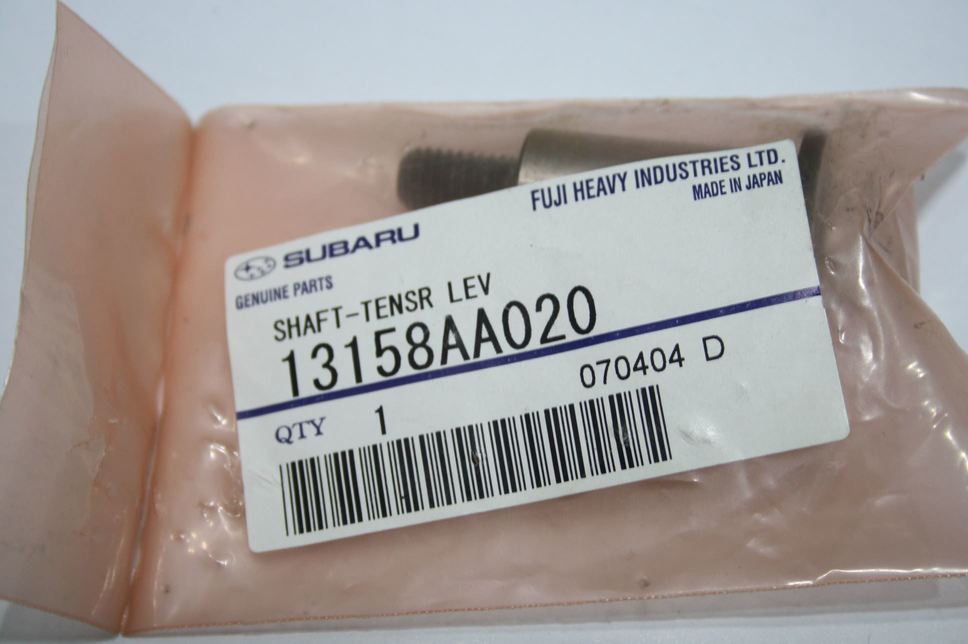 FUJI HEAVY INDUSTRIES LTD.
MADE IN JAPAN
SUBARU
GENUINE PARTS
SHAFT-TENSR LEV
13158AA020
070404 D
QTY 1